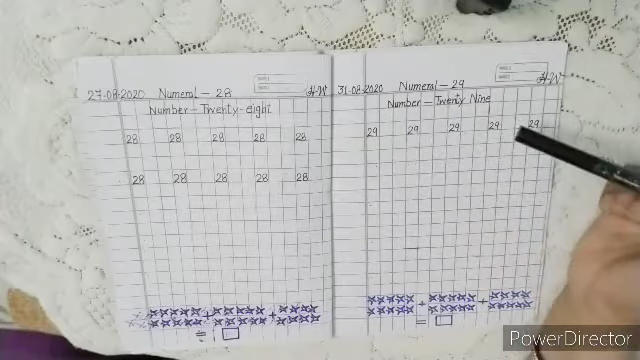 27-08-2020 Numeral - 28 H·W
Number - Twenty-eight
28 28 28 28 28
28 28 28 28 28
+ +
=
31-08-2020 Numeral - 29 H·W
Number - Twenty Nine
29 29 29 29 29
+ +
=
PowerDirector